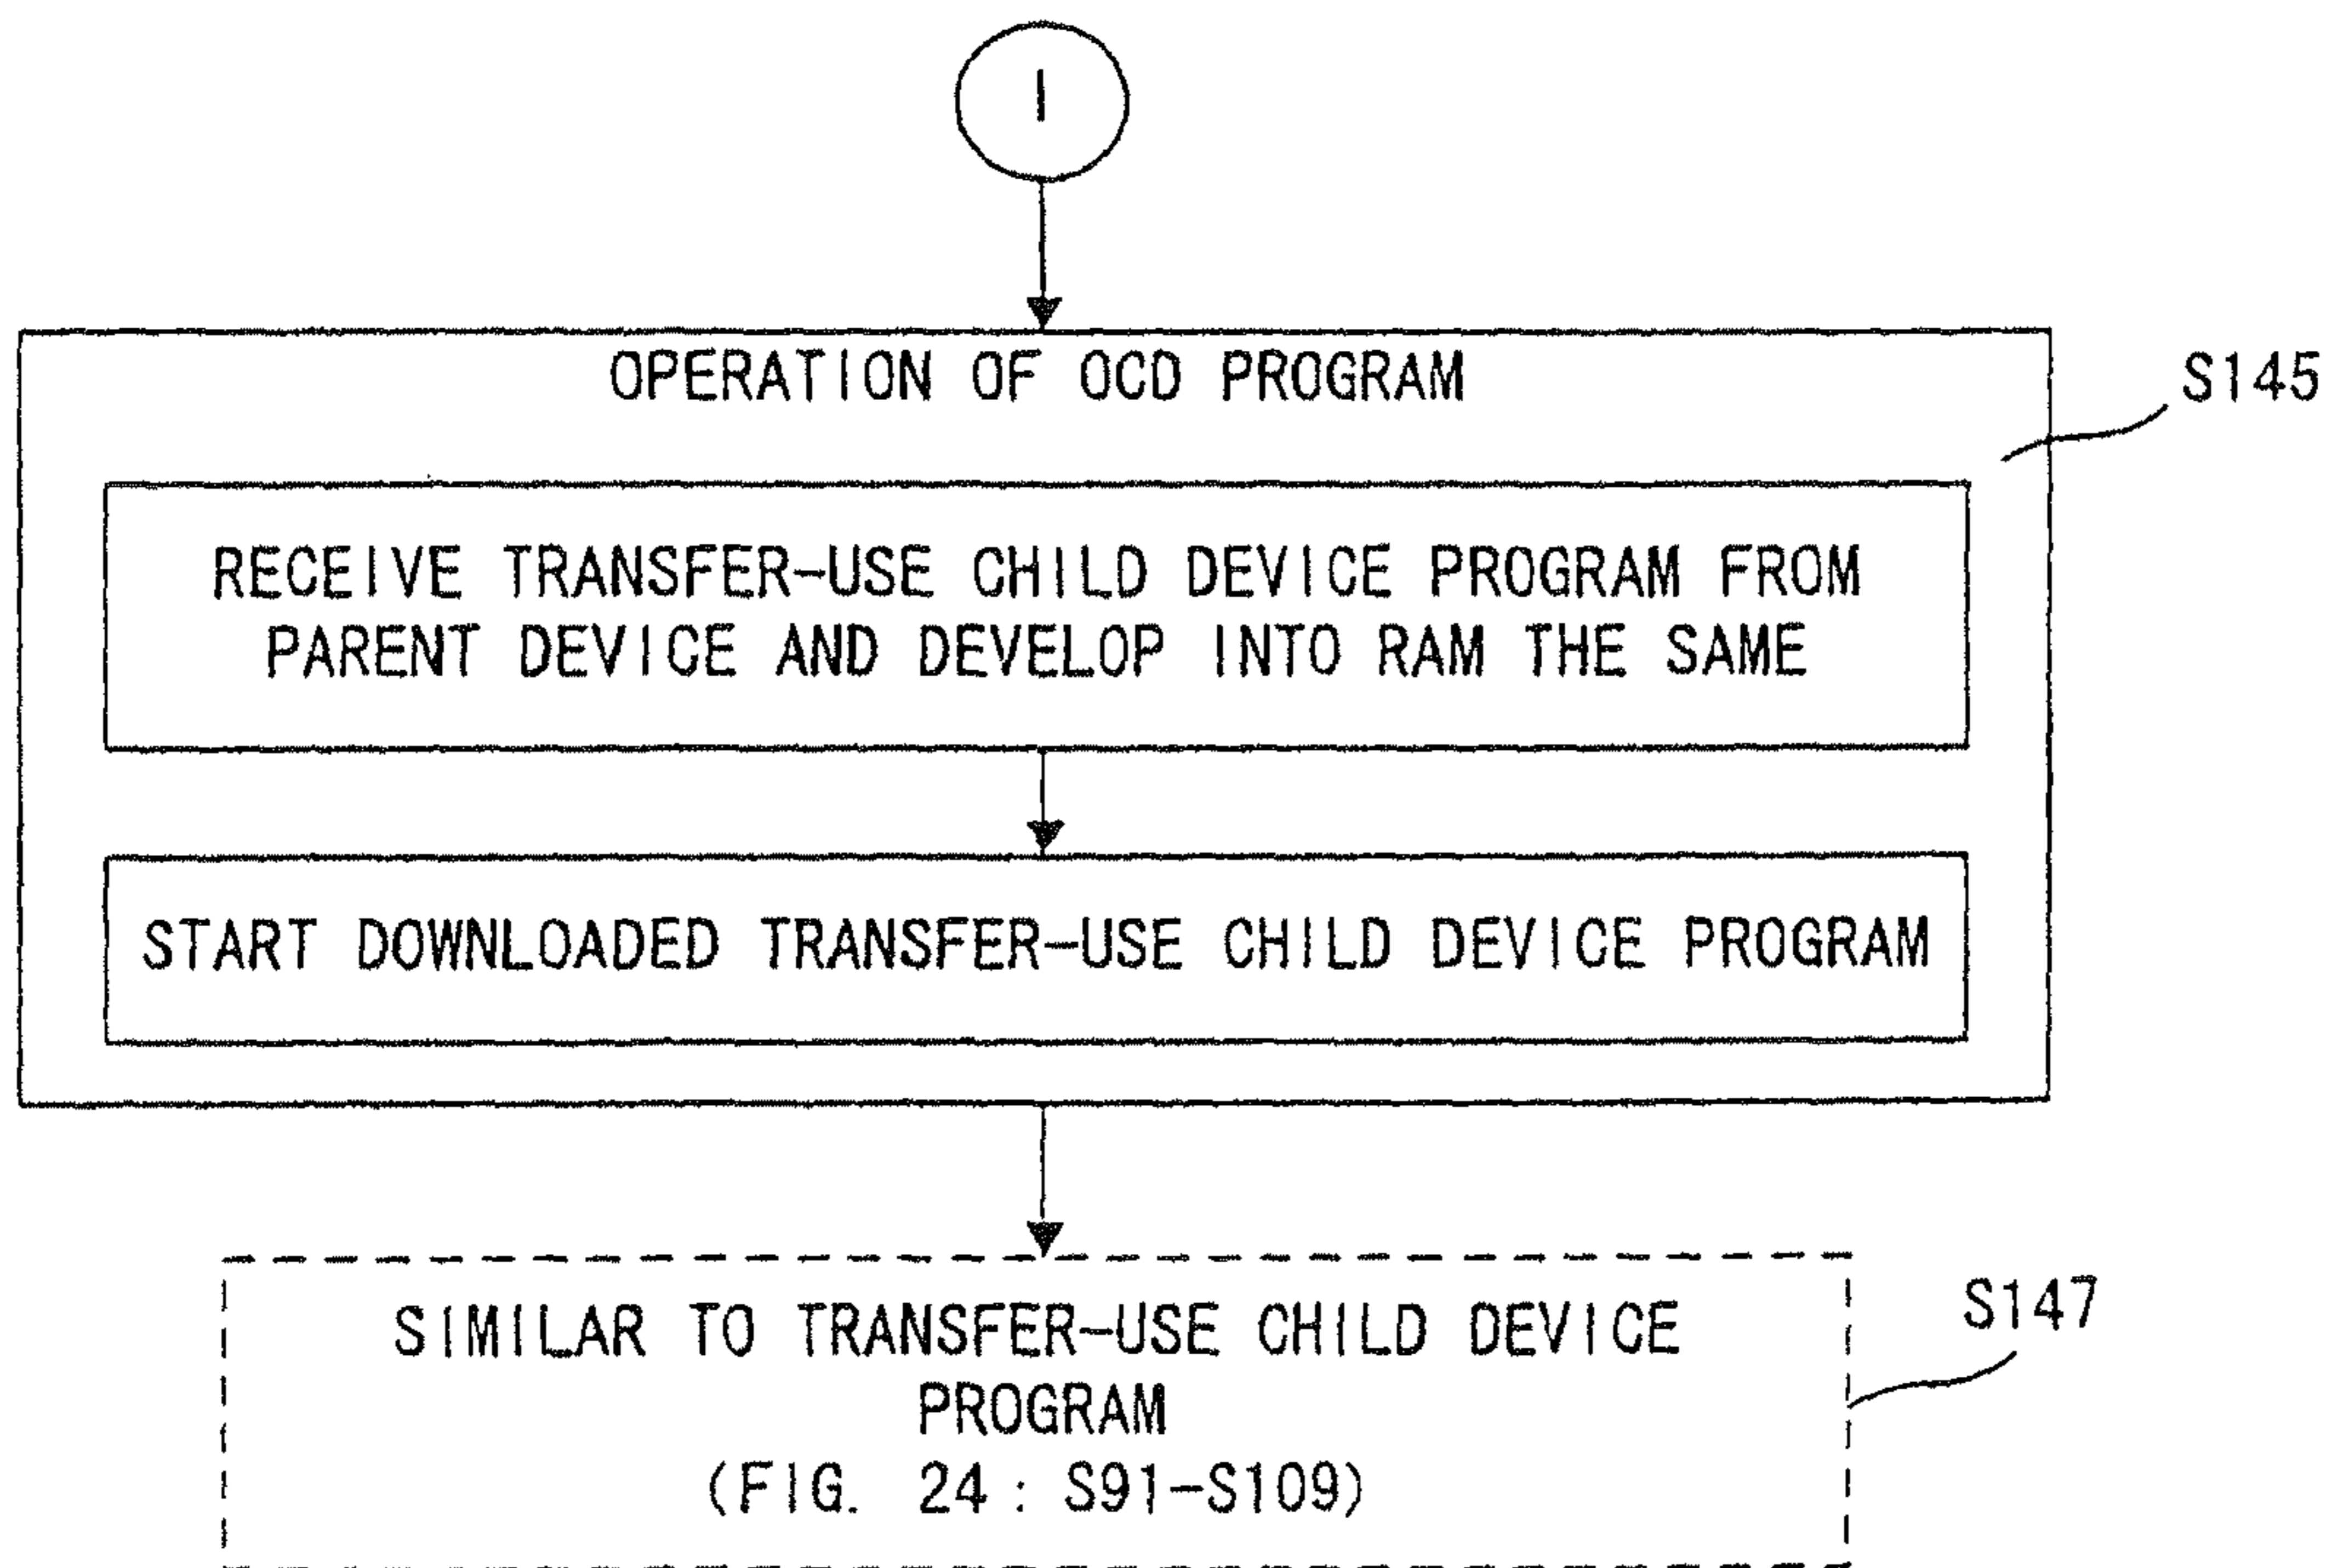 I
OPERATION OF OCD PROGRAM
S145
RECEIVE TRANSFER-USE CHILD DEVICE PROGRAM FROM
PARENT DEVICE AND DEVELOP INTO RAM THE SAME
START DOWNLOADED TRANSFER-USE CHILD DEVICE PROGRAM
SIMILAR TO TRANSFER-USE CHILD DEVICE
PROGRAM
(FIG. 24 : S91-S109)
S147